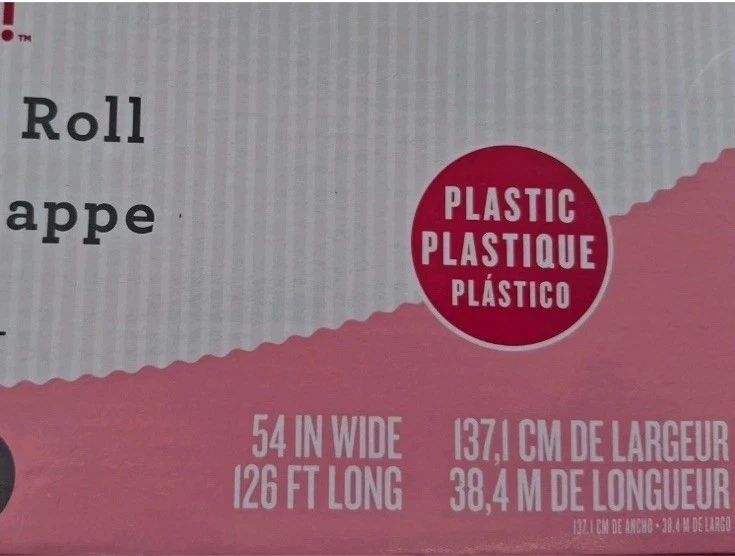 !™
Roll
appe
PLASTIC
PLASTIQUE
PLÁSTICO
54 IN WIDE
126 FT LONG
137,1 CM DE LARGEUR
38,4 M DE LONGUEUR
137,1 CM DE ANCHO • 38,4 M DE LARGO